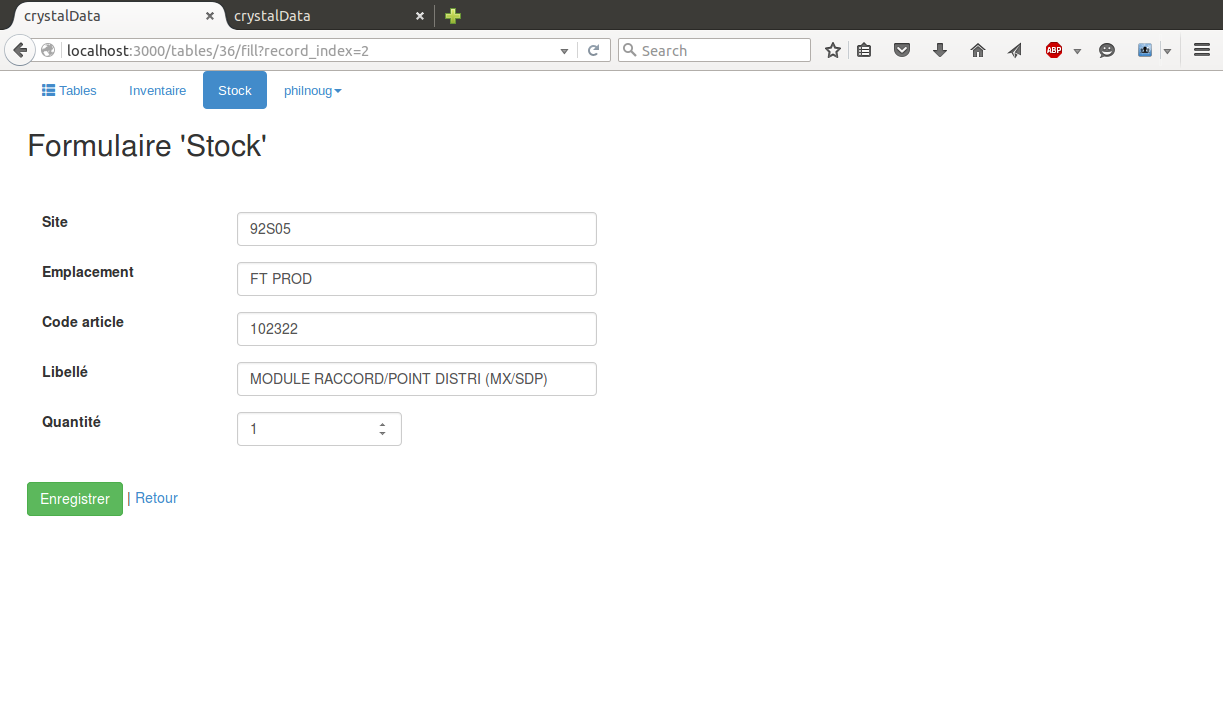 crystalData crystalData
localhost:3000/tables/36/fill?record_index=2 Search ABP
Tables Inventaire Stock philnoug
Formulaire 'Stock'
Site 92S05
Emplacement FT PROD
Code article 102322
Libellé MODULE RACCORD/POINT DISTRI (MX/SDP)
Quantité 1
Enregistrer | Retour